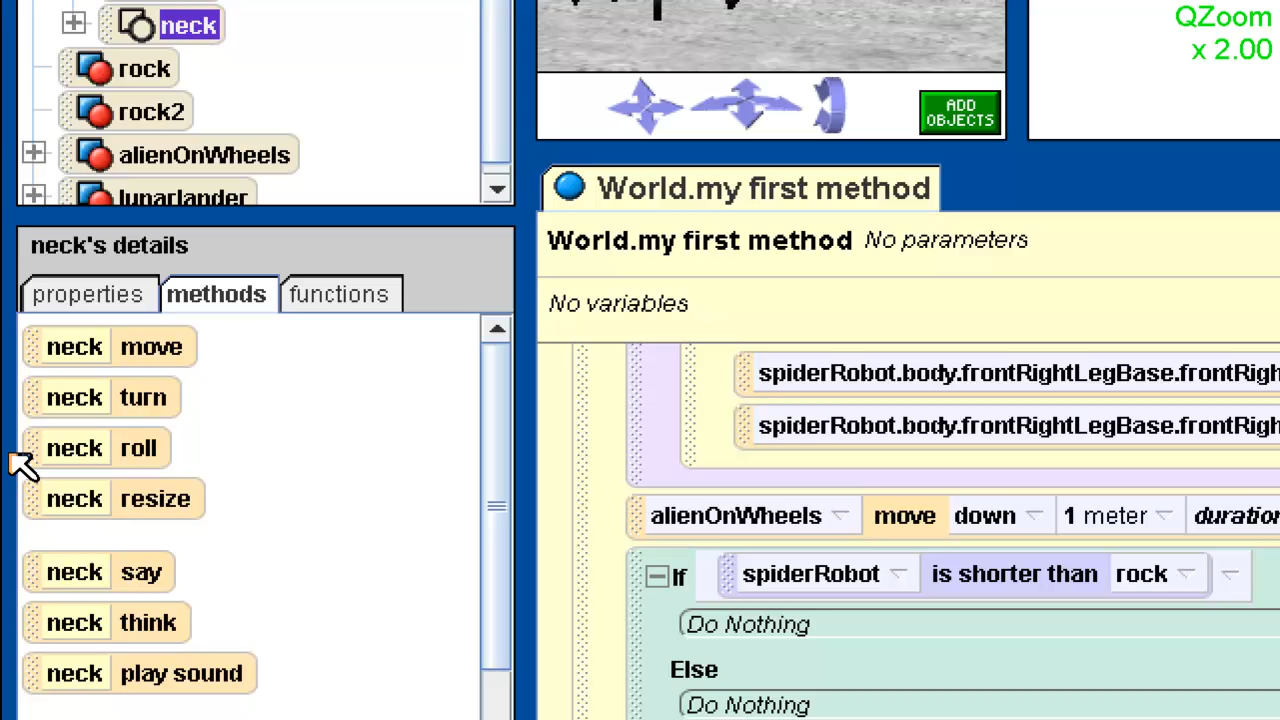 neck
rock
rock2
alienOnWheels
lunarlander
neck's details
properties methods functions
neck move
neck turn
neck roll
neck resize
neck say
neck think
neck play sound
ADD
OBJECTS
QZoom
x 2.00
World.my first method
World.my first method No parameters
No variables
spiderRobot.body.frontRightLegBase.frontRigh
spiderRobot.body.frontRightLegBase.frontRigh
alienOnWheels move down 1 meter duration
If spiderRobot is shorter than rock
Do Nothing
Else
Do Nothing